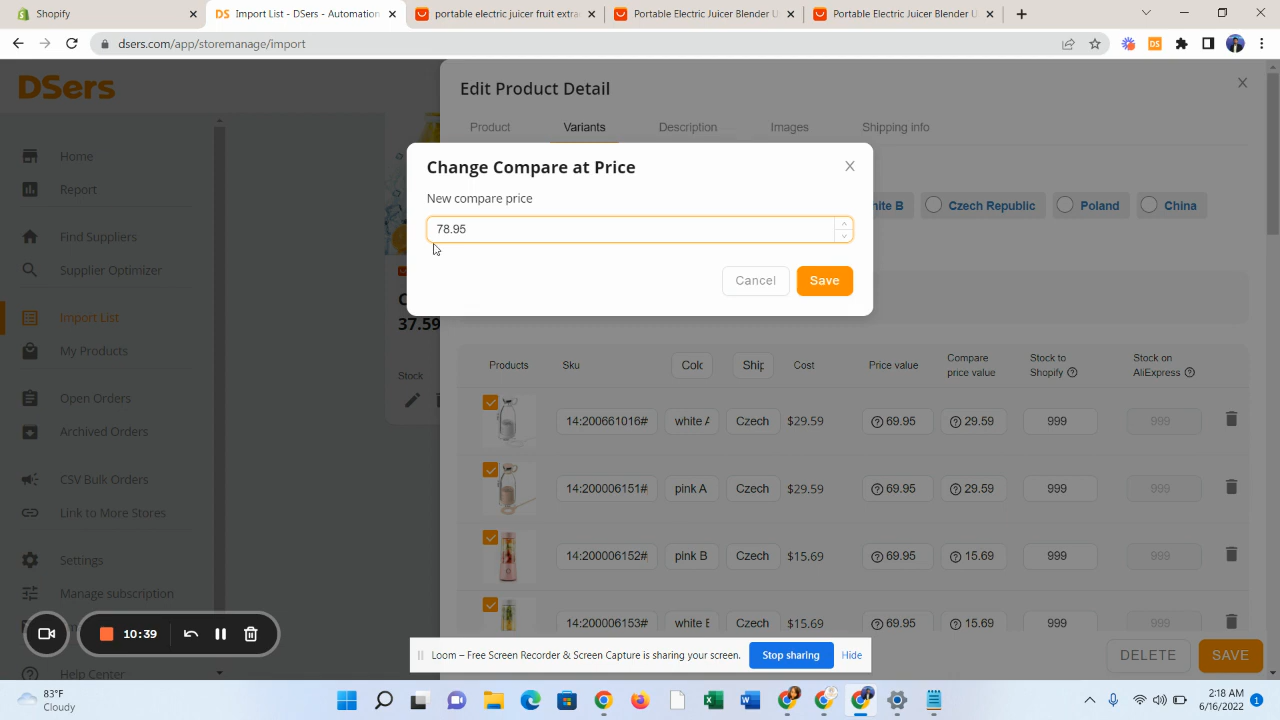 Shopify
Import List - DSers - Automation
portable electric juicer fruit extra
Portable Electric Juicer Blender U
Portable Electric Juicer Blender U
dsers.com/app/storemanage/import
DS
DSers
Edit Product Detail
Product
Variants
Description
Images
Shipping info
Home
Report
Find Suppliers
Supplier Optimizer
Import List
My Products
Open Orders
Archived Orders
CSV Bulk Orders
Link to More Stores
Settings
Manage subscription
Help Center
37.59
Stock
Change Compare at Price
New compare price
78.95
Cancel
Save
ite B
Czech Republic
Poland
China
Products
Sku
Colo
Ship
Cost
Price value
Compare
price value
Stock to
Shopify
Stock on
AliExpress
14:200661016#
white A
Czech
$29.59
69.95
29.59
999
999
14:200006151#
pink A
Czech
$29.59
69.95
29.59
999
999
14:200006152#
pink B
Czech
$15.69
69.95
15.69
999
999
14:200006153#
white E
Czech
$15.69
69.95
15.69
999
999
10:39
Loom – Free Screen Recorder & Screen Capture is sharing your screen.
Stop sharing
Hide
DELETE
SAVE
83°F
Cloudy
2:18 AM
6/16/2022
1